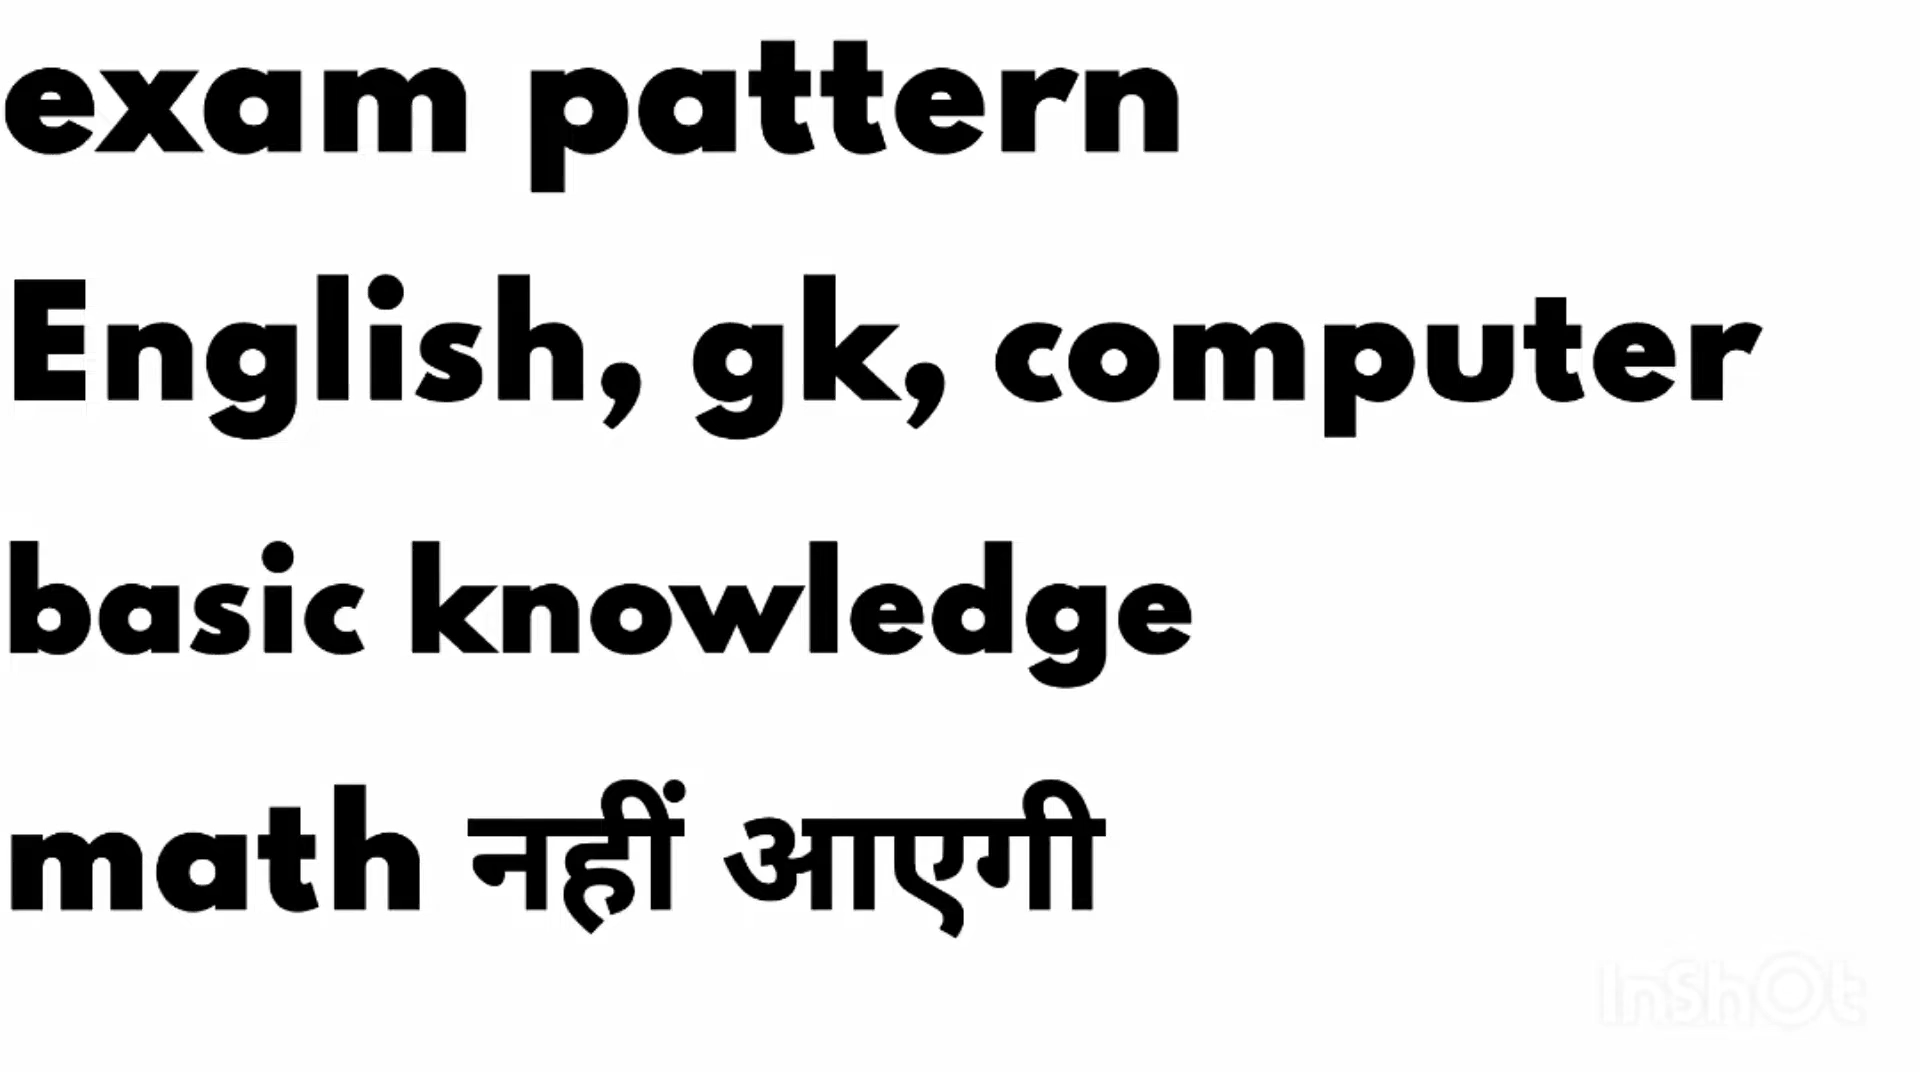 exam pattern
English, gk, computer
basic knowledge
math नहीं आएगी
InShOt